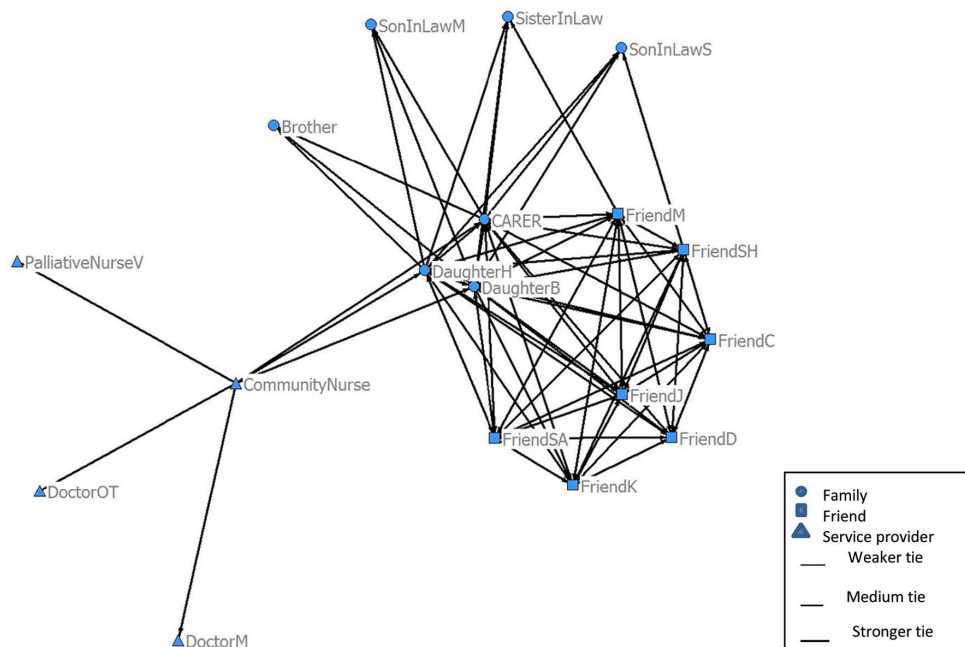 SonInLawM
SisterInLaw
SonInLawS
Brother
CARER
FriendM
FriendSH
PalliativeNurseV
DaughterH
DaughterB
FriendC
CommunityNurse
FriendJ
FriendSA
FriendD
FriendK
DoctorOT
DoctorM
Family
Friend
Service provider
Weaker tie
Medium tie
Stronger tie